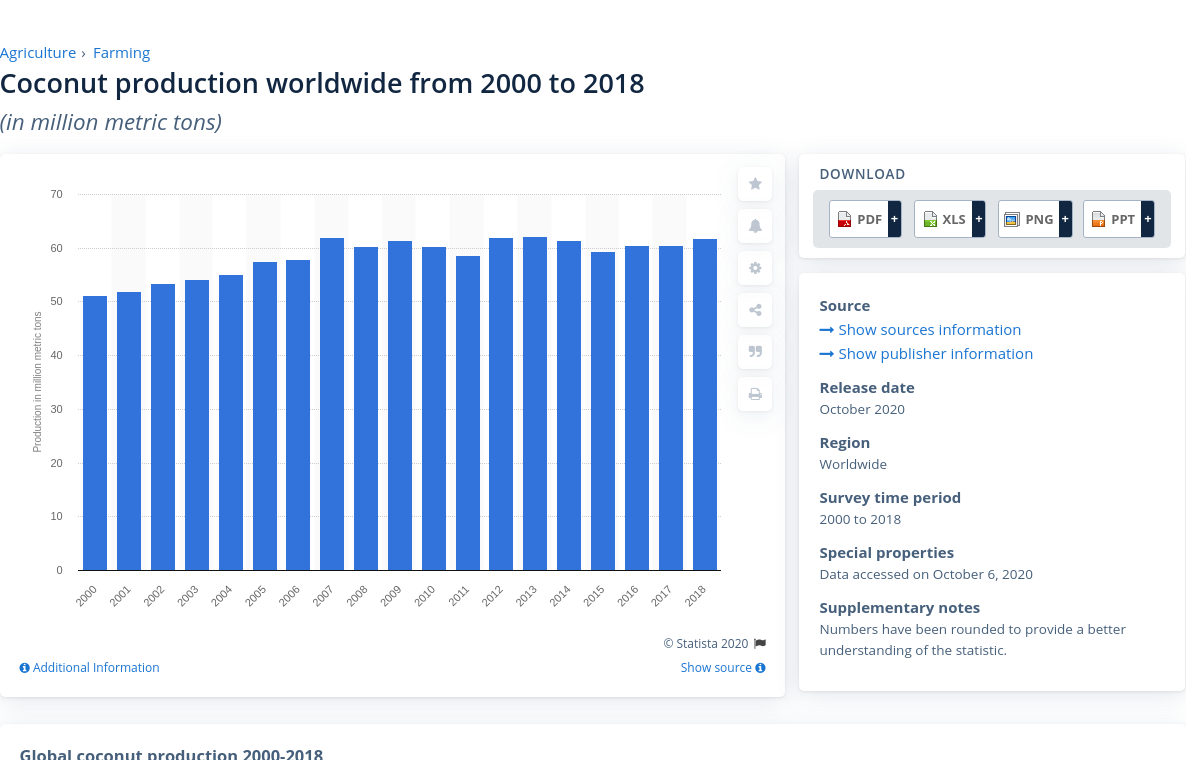 Agriculture › Farming
Coconut production worldwide from 2000 to 2018
(in million metric tons)
70
60
50
40
30
20
10
0
Production in million metric tons
2000
2001
2002
2003
2004
2005
2006
2007
2008
2009
2010
2011
2012
2013
2014
2015
2016
2017
2018
© Statista 2020
Additional Information
Show source
DOWNLOAD
PDF + XLS + PNG + PPT +
Source
Show sources information
Show publisher information
Release date
October 2020
Region
Worldwide
Survey time period
2000 to 2018
Special properties
Data accessed on October 6, 2020
Supplementary notes
Numbers have been rounded to provide a better
understanding of the statistic.
Global coconut production 2000-2018